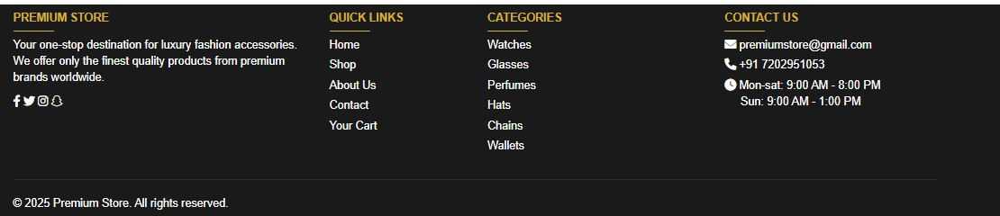 PREMIUM STORE
Your one-stop destination for luxury fashion accessories.
We offer only the finest quality products from premium
brands worldwide.
QUICK LINKS
Home
Shop
About Us
Contact
Your Cart
CATEGORIES
Watches
Glasses
Perfumes
Hats
Chains
Wallets
CONTACT US
premiumstore@gmail.com
+91 7202951053
Mon-sat: 9:00 AM - 8:00 PM
Sun: 9:00 AM - 1:00 PM
© 2025 Premium Store. All rights reserved.